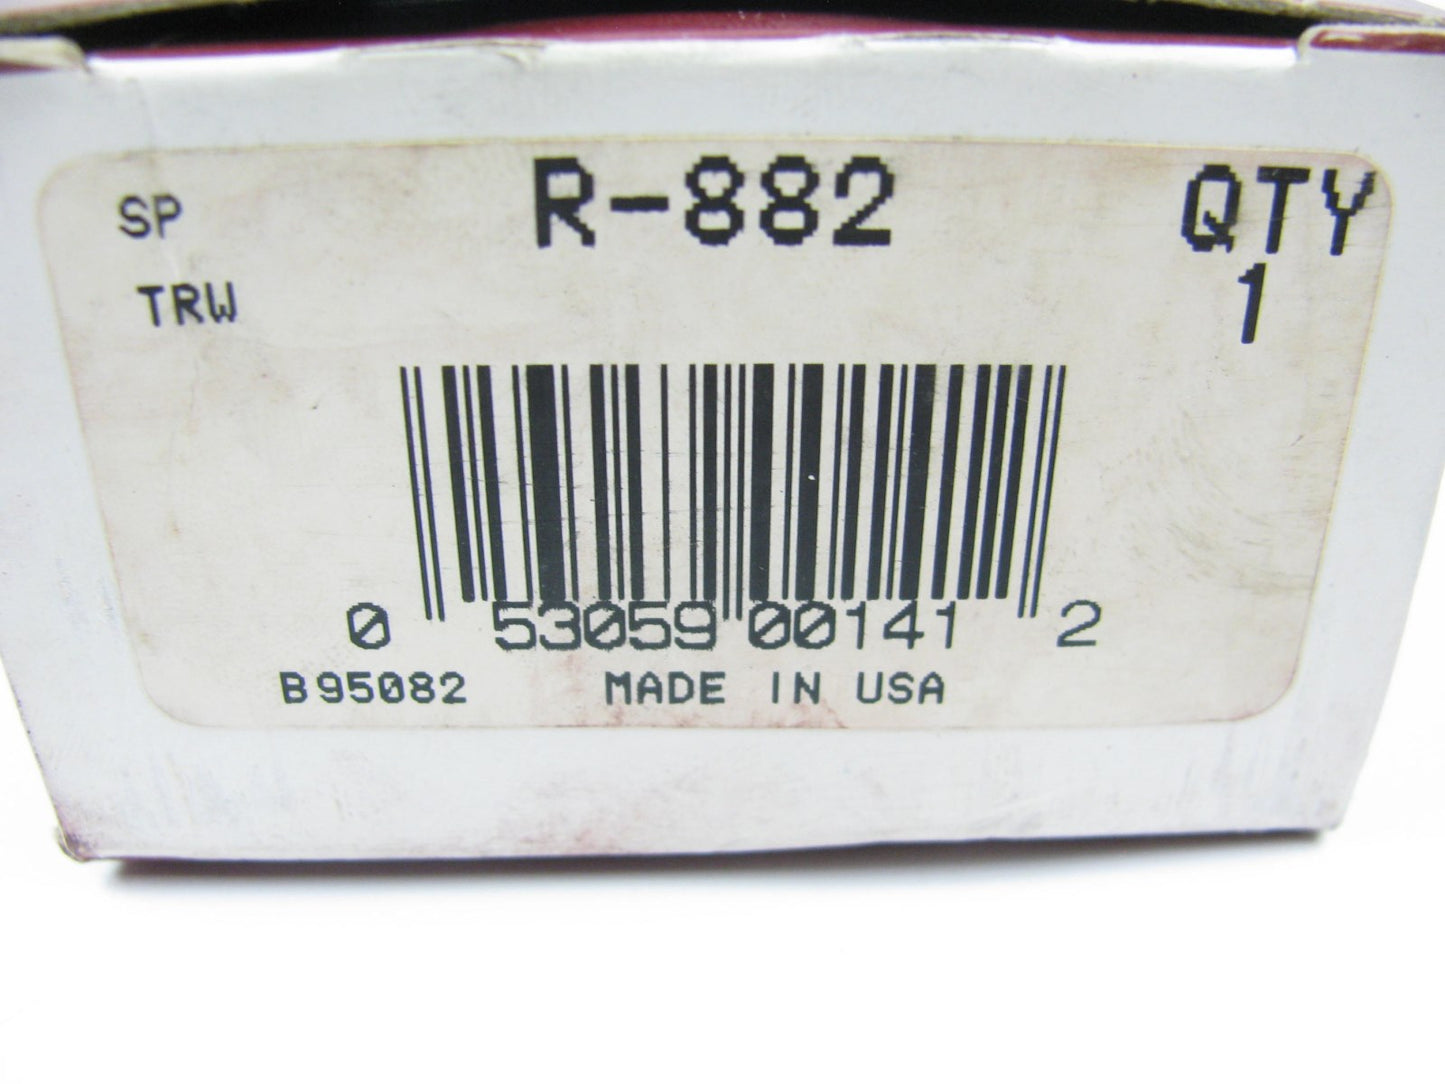 SP R-882 QTY
TRW 1
0 53059 00141 2
B95082 MADE IN USA